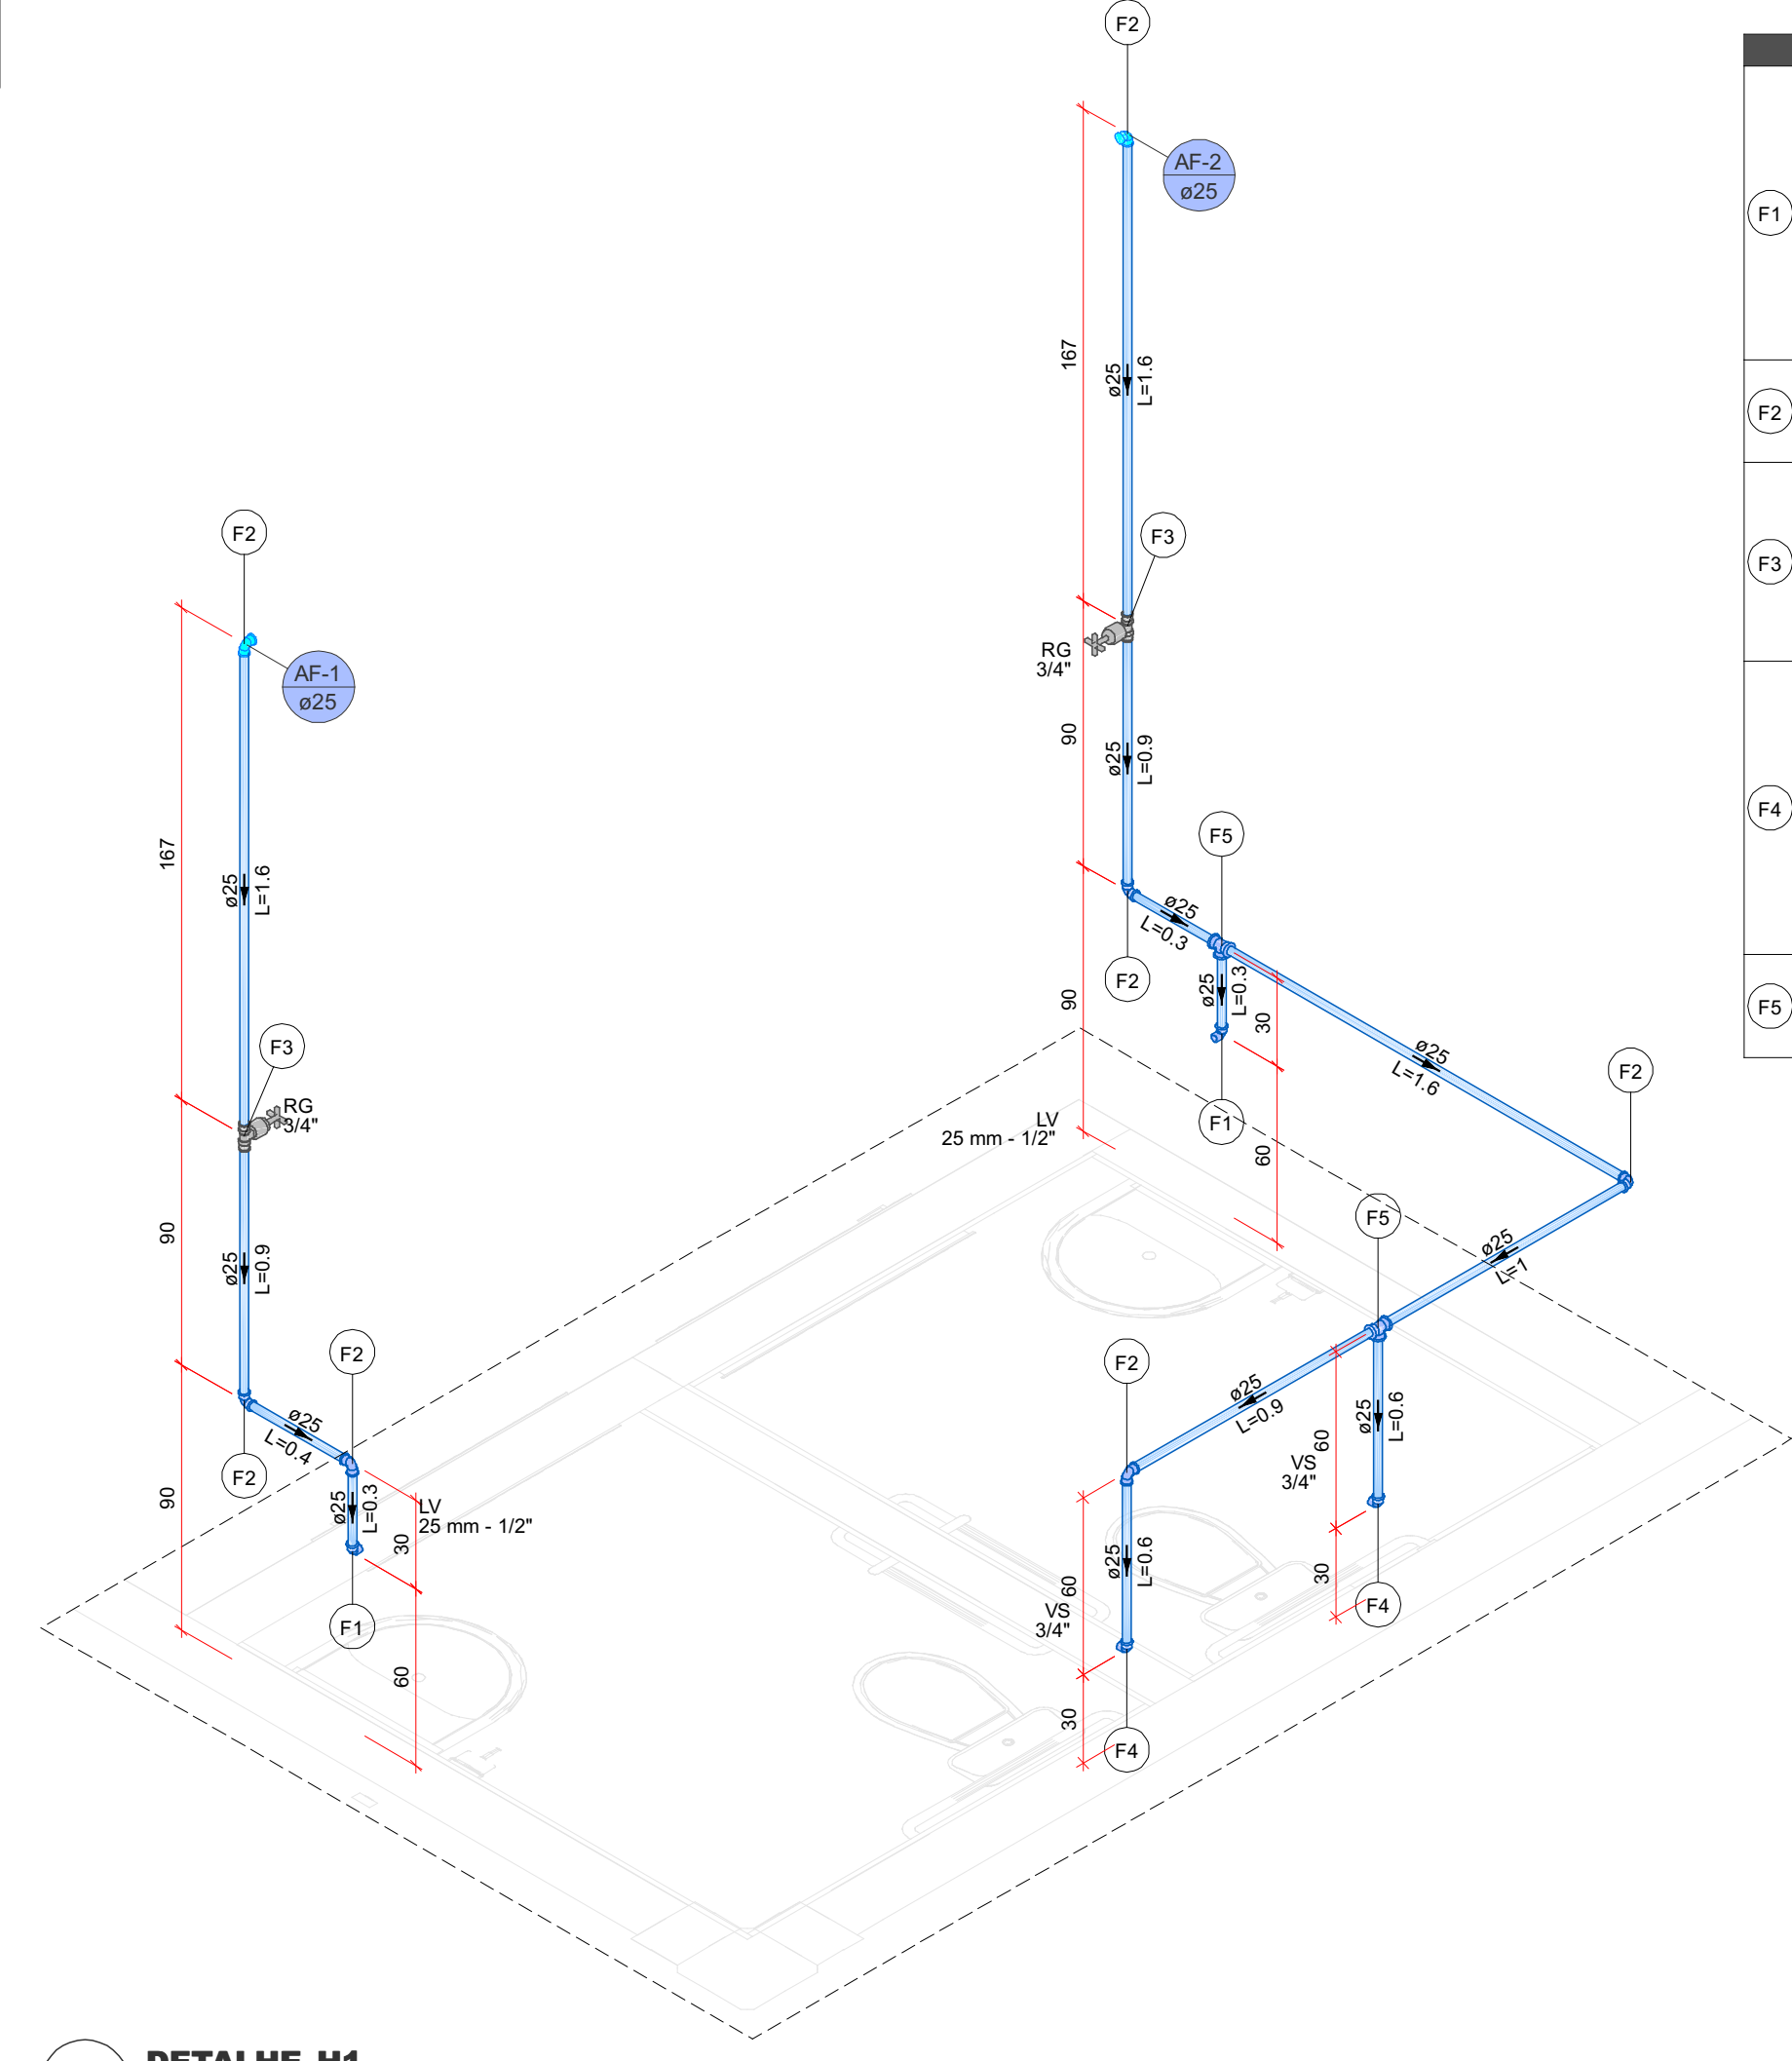 F2
AF-2
ø25
F1
167
ø25
L=1.6
F2
F2
F3
F3
RG
3/4"
AF-1
ø25
90
ø25
L=0.9
F4
F5
167
ø25
L=1.6
ø25
L=0.3
F2
90
ø25
L=0.3
30
F5
F3
ø25
L=1.6
F2
RG
3/4"
LV
25 mm - 1/2"
F1
60
90
ø25
L=0.9
F5
ø25
L=1
F2
F2
ø25
L=0.9
ø25
L=0.6
60
VS
3/4"
ø25
L=0.4
F2
90
ø25
L=0.3
LV
25 mm - 1/2"
30
ø25
L=0.6
60
VS
3/4"
30
F4
F1
60
30
F4
DETALHE H1